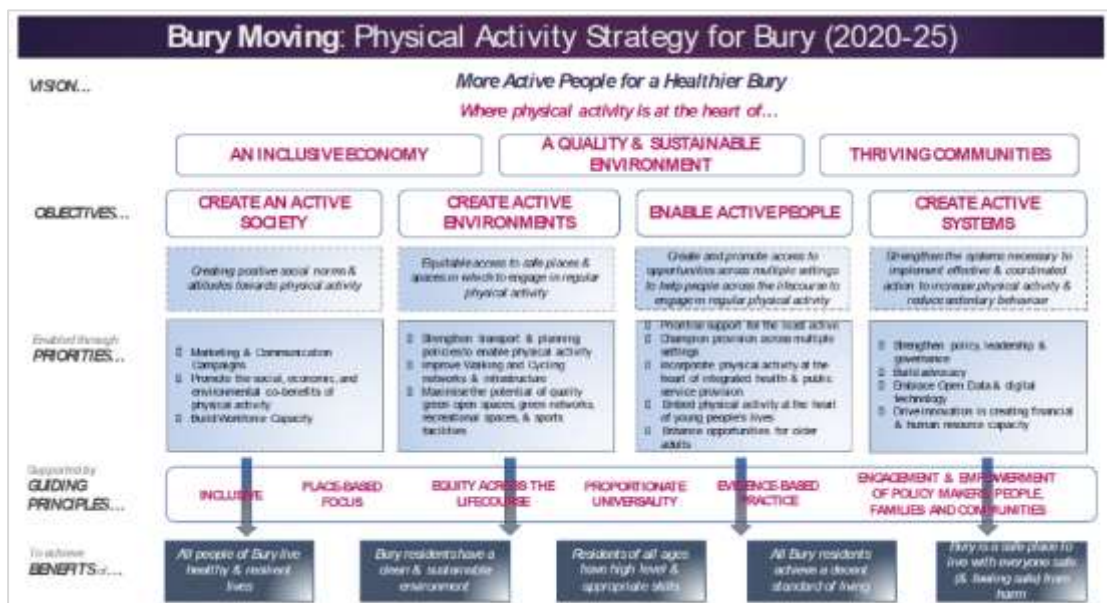 Bury Moving: Physical Activity Strategy for Bury (2020-25)
VISION...
More Active People for a Healthier Bury
Where physical activity is at the heart of...
AN INCLUSIVE ECONOMY
A QUALITY & SUSTAINABLE
ENVIRONMENT
THRIVING COMMUNITIES
OBJECTIVES...
CREATE AN ACTIVE
SOCIETY
CREATE ACTIVE
ENVIRONMENTS
ENABLE ACTIVE PEOPLE
CREATE ACTIVE
SYSTEMS
Creating positive social norms &
attitudes towards physical activity
Equitable access to safe places &
spaces in which to engage in regular
physical activity
Create and promote access to
opportunities across multiple settings
to help people across the lifecourse to
engage in regular physical activity
Strengthen the systems necessary to
implement effective & coordinated
action to increase physical activity &
reduce sedentary behaviour
Enabled through
PRIORITIES...
Marketing & Communication
Campaigns
Promote the social, economic, and
environmental co-benefits of
physical activity
Build Workforce Capacity
Strengthen transport & planning
policies to enable physical activity
Improve Walking and Cycling
networks & infrastructure
Maximise the potential of quality
green open spaces, green networks,
recreational spaces, & sports
facilities
Prioritise support for the least active
Champion provision across multiple
settings
Incorporate physical activity at the
heart of integrated health & public
service provision
Embed physical activity at the heart
of young people's lives
Enhance opportunities for older
adults
Strengthen policy, leadership &
governance
Build advocacy
Embrace Open Data & digital
technology
Drive innovation in creating financial
& human resource capacity
Supported by
GUIDING
PRINCIPLES...
INCLUSIVE
PLACE-BASED
FOCUS
EQUITY ACROSS THE
LIFECOURSE
PROPORTIONATE
UNIVERSALITY
EVIDENCE-BASED
PRACTICE
ENGAGEMENT & EMPOWERMENT
OF POLICY MAKERS PEOPLE,
FAMILIES AND COMMUNITIES
To achieve
BENEFITS of...
All people of Bury live
healthy & resilient
lives
Bury residents have a
clean & sustainable
environment
Residents of all ages
have high level &
appropriate skills
All Bury residents
achieve a decent
standard of living
Bury is a safe place to
live with everyone safe
(& feeling safe) from
harm